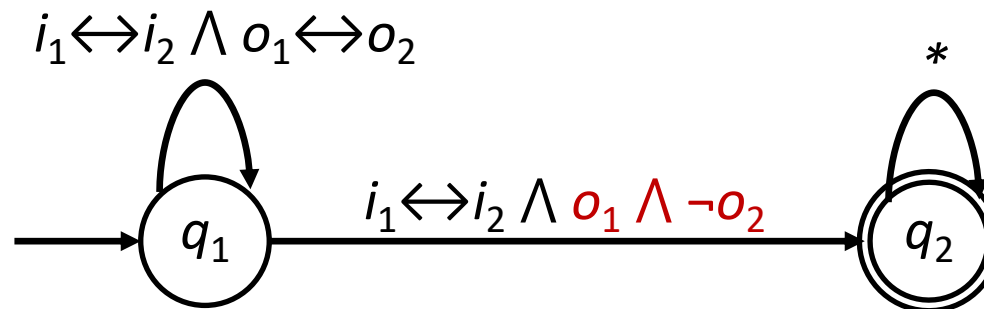 i₁↔i₂ ⋀ o₁↔o₂
*
i₁↔i₂ ⋀ o₁ ⋀ ¬o₂
q₁
q₂